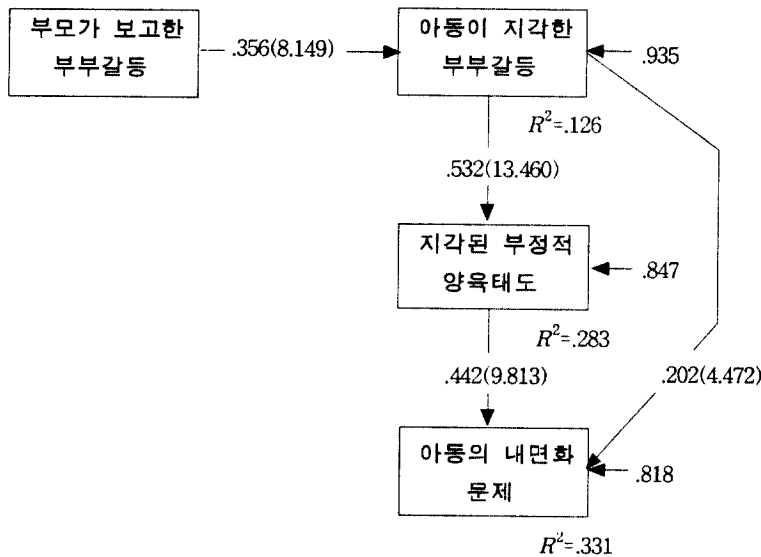 부모가 보고한
부부갈등
.356(8.149)
아동이 지각한
부부갈등
.935
R²=.126
.532(13.460)
지각된 부정적
양육태도
.847
R²=.283
.442(9.813)
.202(4.472)
아동의 내면화
문제
.818
R²=.331